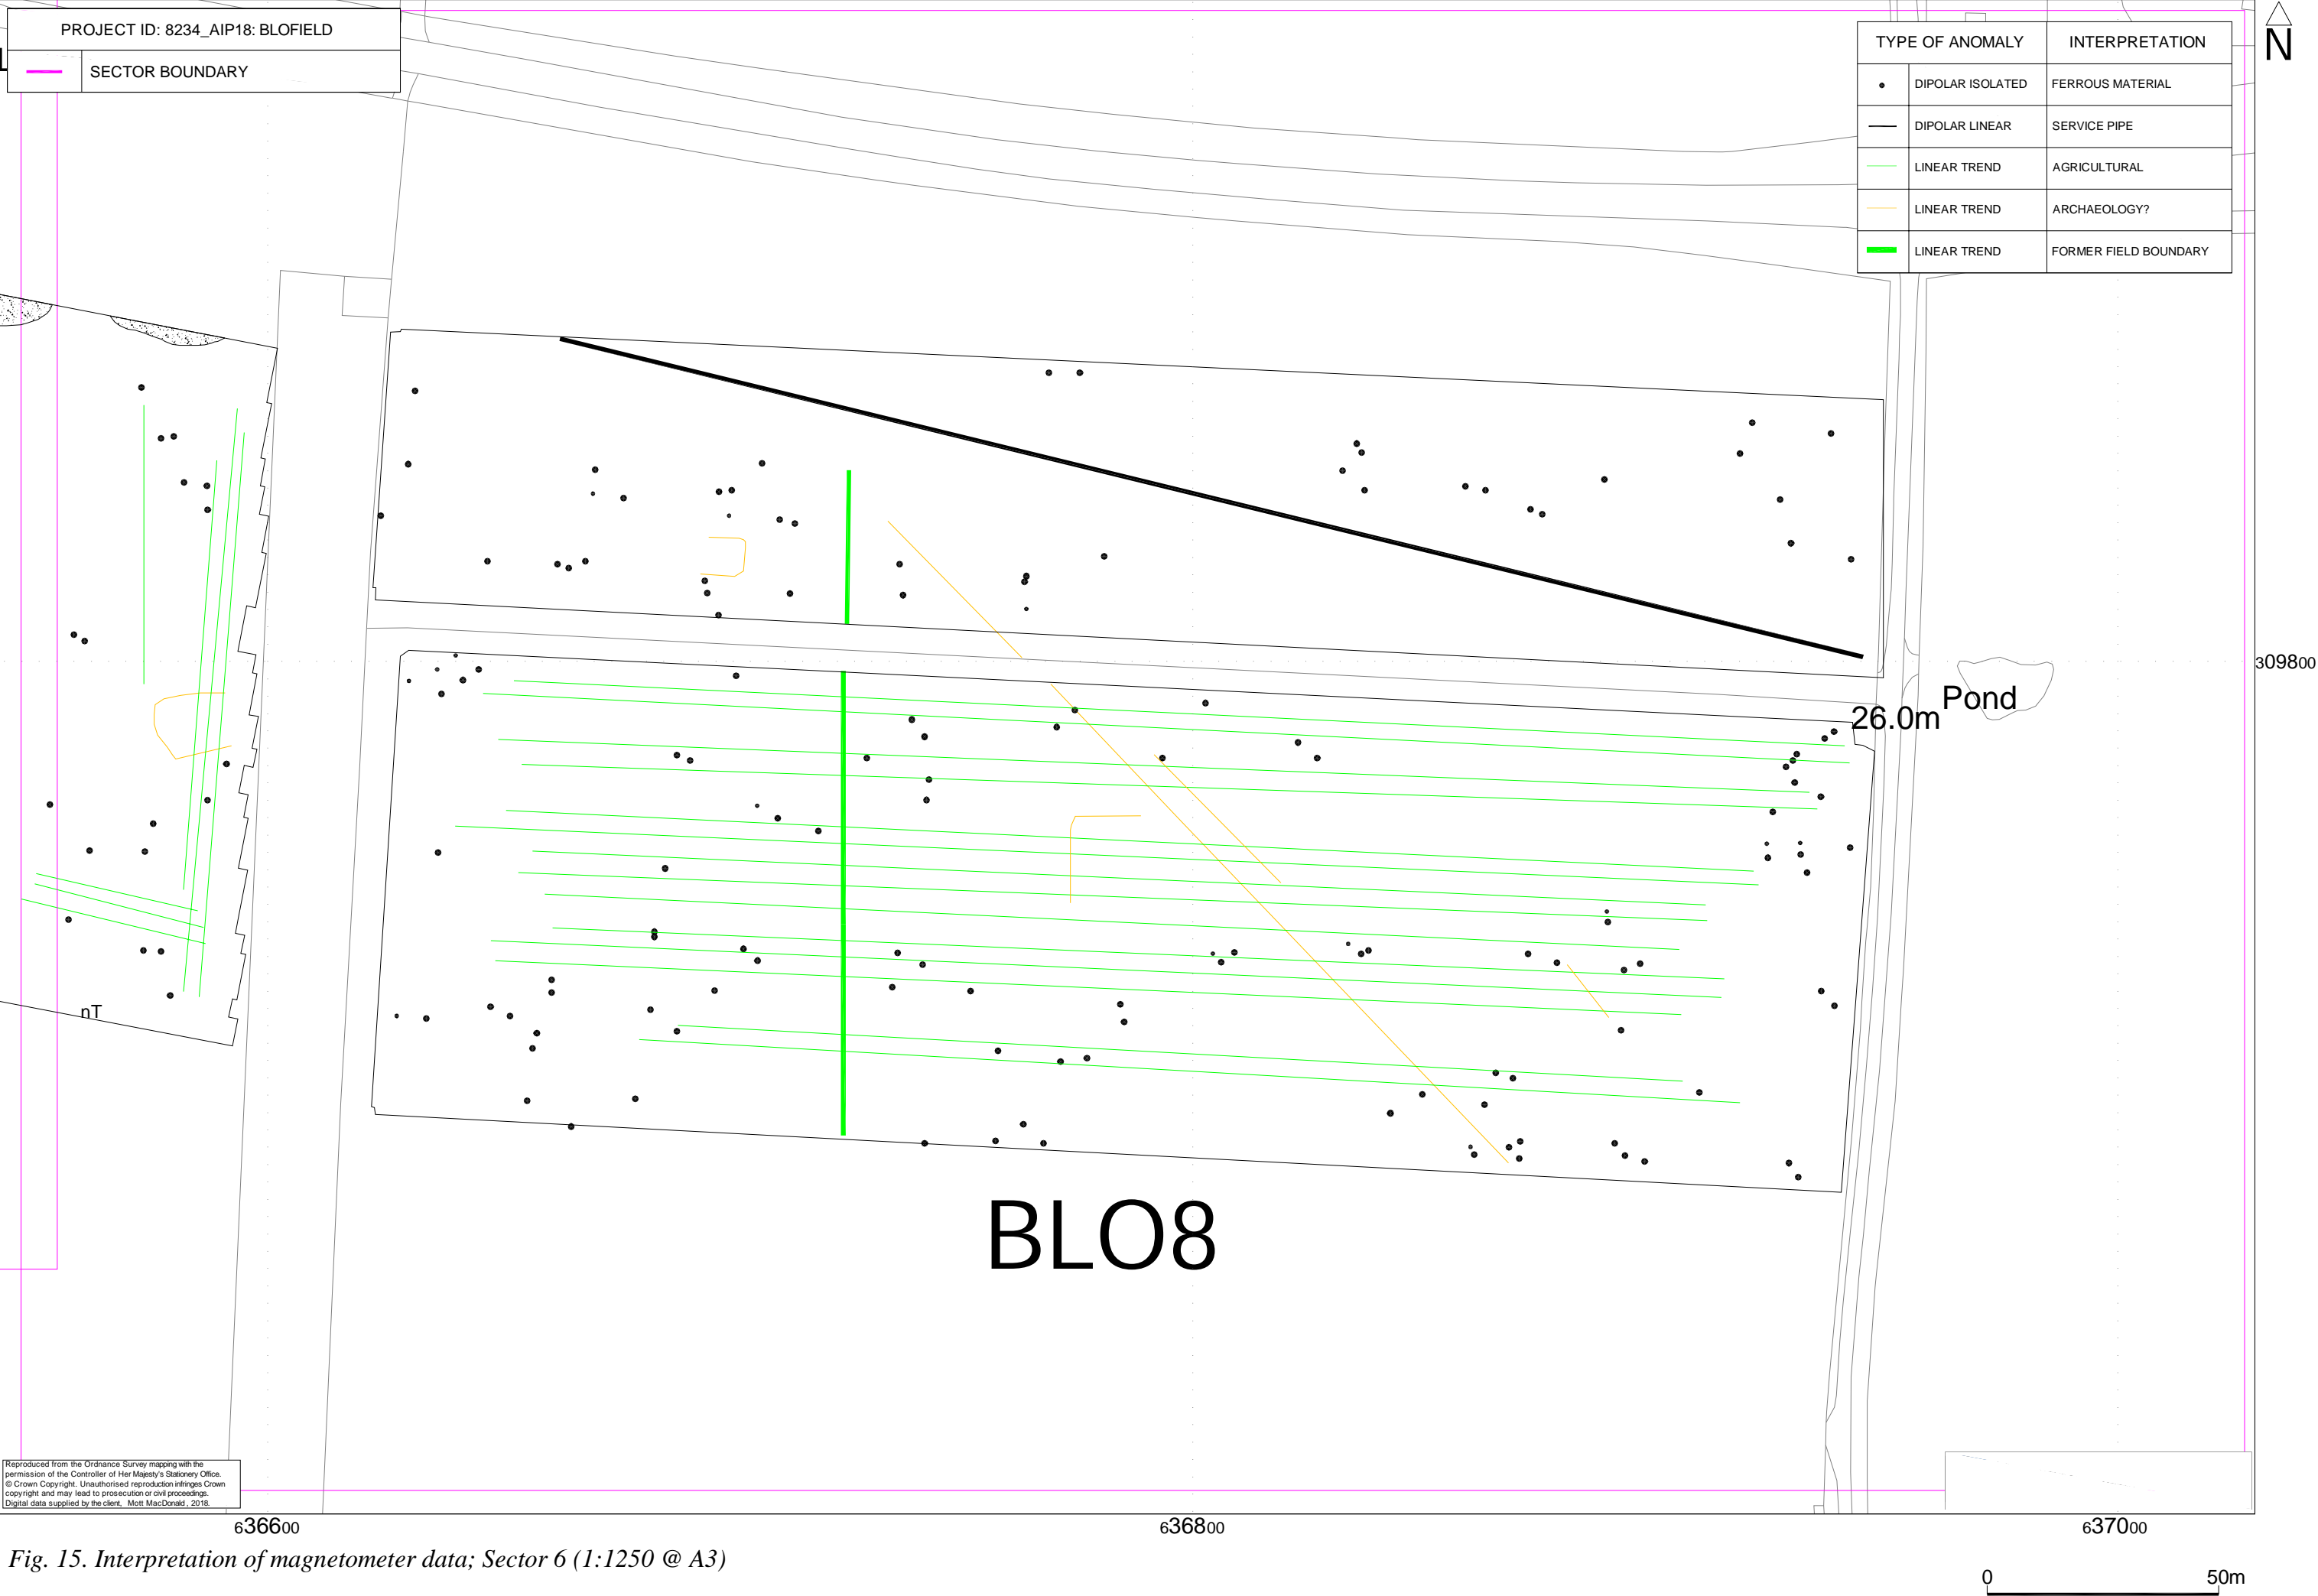 PROJECT ID: 8234_AIP18: BLOFIELD
SECTOR BOUNDARY
TYPE OF ANOMALY INTERPRETATION
DIPOLAR ISOLATED FERROUS MATERIAL
DIPOLAR LINEAR SERVICE PIPE
LINEAR TREND AGRICULTURAL
LINEAR TREND ARCHAEOLOGY?
LINEAR TREND FORMER FIELD BOUNDARY
N
309800
Pond
26.0m
nT
BLO8
Reproduced from the Ordnance Survey mapping with the
permission of the Controller of Her Majesty's Stationery Office.
© Crown Copyright. Unauthorised reproduction infringes Crown
copyright and may lead to prosecution or civil proceedings.
Digital data supplied by the client, Mott MacDonald, 2018.
636600 636800 637000
Fig. 15. Interpretation of magnetometer data; Sector 6 (1:1250 @ A3)
0 50m